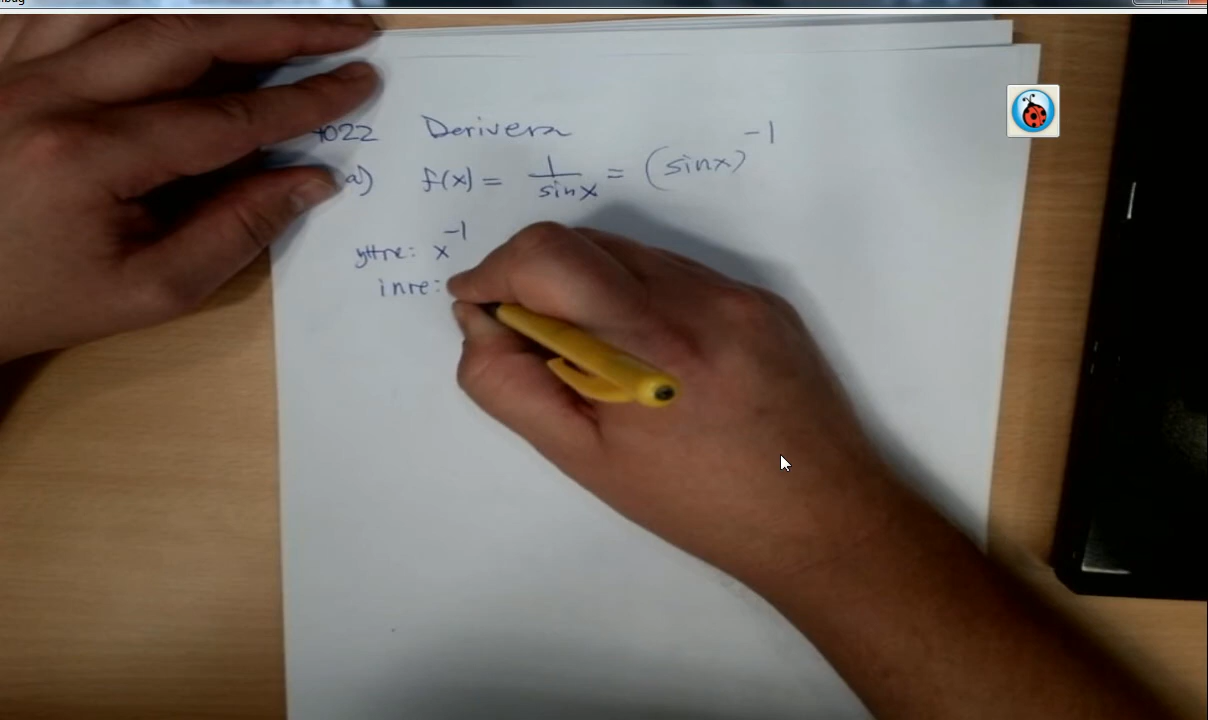 4022 Derivera
a) f(x) = 1/sinx = (sinx)^-1
yttre: x^-1
inre: